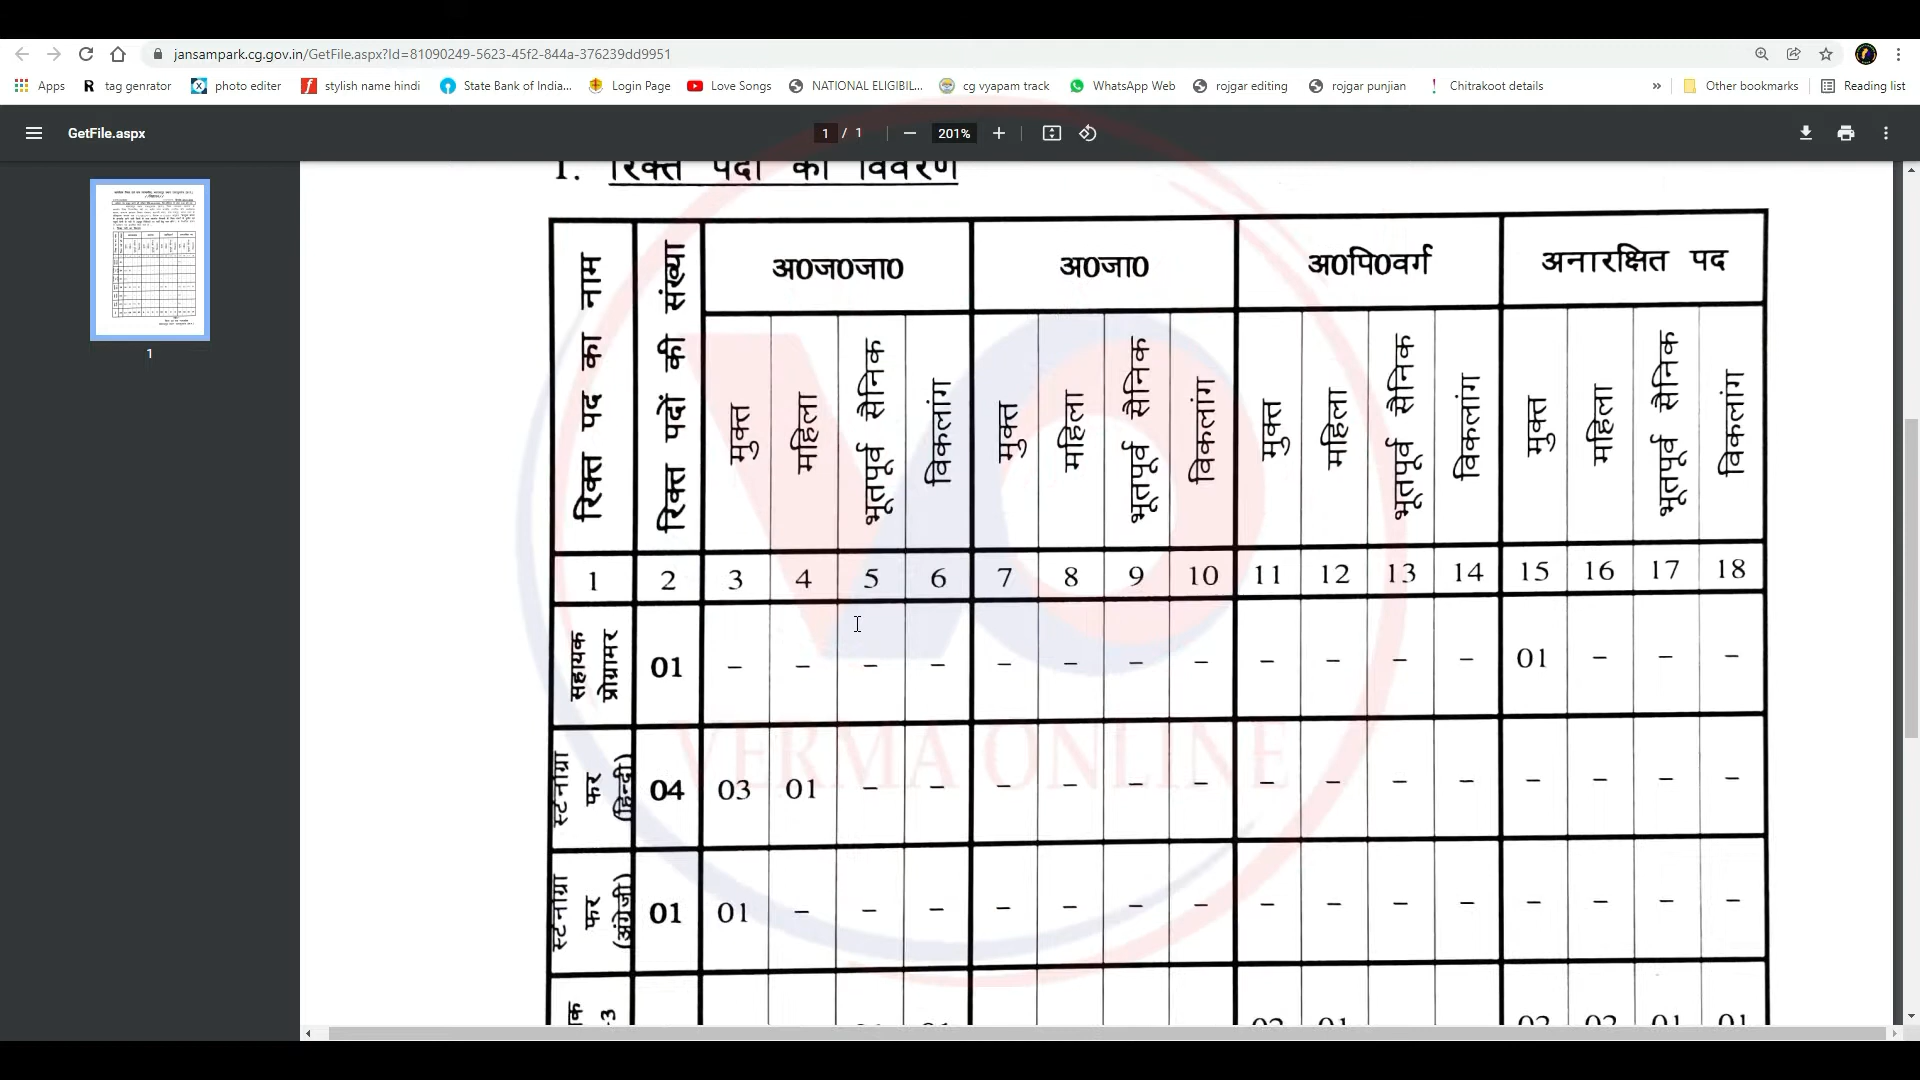 jansampark.cg.gov.in/GetFile.aspx?Id=81090249-5623-45f2-844a-376239dd9951
Apps R tag genrator photo editer stylish name hindi State Bank of India... Login Page Love Songs NATIONAL ELIGIBIL... cg vyapam track WhatsApp Web rojgar editing rojgar punjian Chitrakoot details » Other bookmarks Reading list
GetFile.aspx 1 / 1 201%
1
1. रिक्त पदों का विवरण
रिक्त पद का नाम रिक्त पदों की संख्या अ0ज0जा0 अ0जा0 अ0पि0वर्ग अनारक्षित पद
मुक्त महिला भूतपूर्व सैनिक विकलांग मुक्त महिला भूतपूर्व सैनिक विकलांग मुक्त महिला भूतपूर्व सैनिक विकलांग मुक्त महिला भूतपूर्व सैनिक विकलांग
1 2 3 4 5 6 7 8 9 10 11 12 13 14 15 16 17 18
सहायक प्रोग्रामर 01 – – – – – – – – – – – – 01 – – –
स्टेनोग्राफर (हिन्दी) 04 03 01 – – – – – – – – – – – – – –
स्टेनोग्राफर (अंग्रेजी) 01 01 – – – – – – – – – – – – – – –
VERMA ONLINE